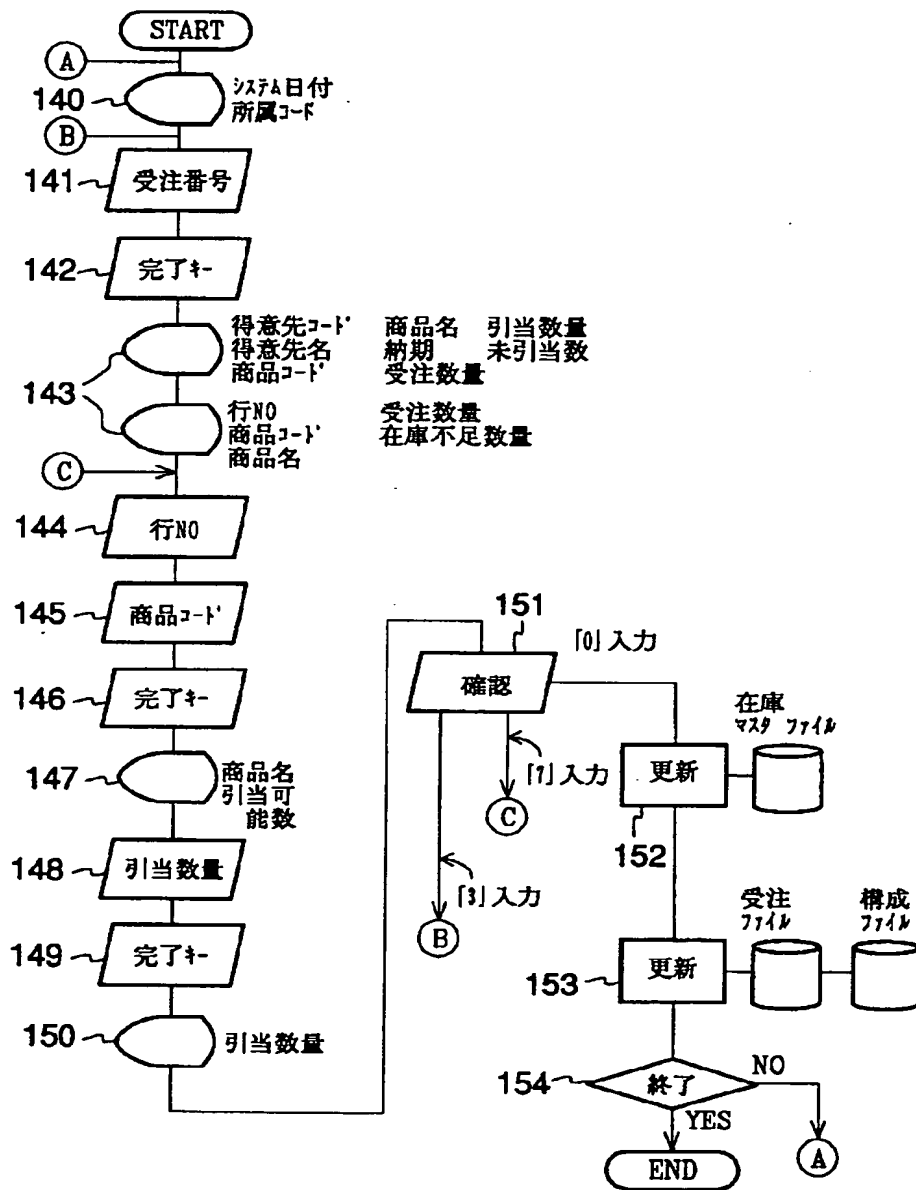 START
A
140
システム日付
所属コード
B
141
受注番号
142
完了キー
143
得意先コード 商品名 引当数量
得意先名 納期 未引当数
商品コード 受注数量
行NO 受注数量
商品コード 在庫不足数量
商品名
C
144
行NO
145
商品コード
146
完了キー
147
商品名
引当可
能数
148
引当数量
149
完了キー
150
引当数量
151
「0」入力
確認
「7」入力
C
「3」入力
B
在庫
マスタ ファイル
更新
152
受注
ファイル
構成
ファイル
更新
153
154
終了
NO
YES
A
END